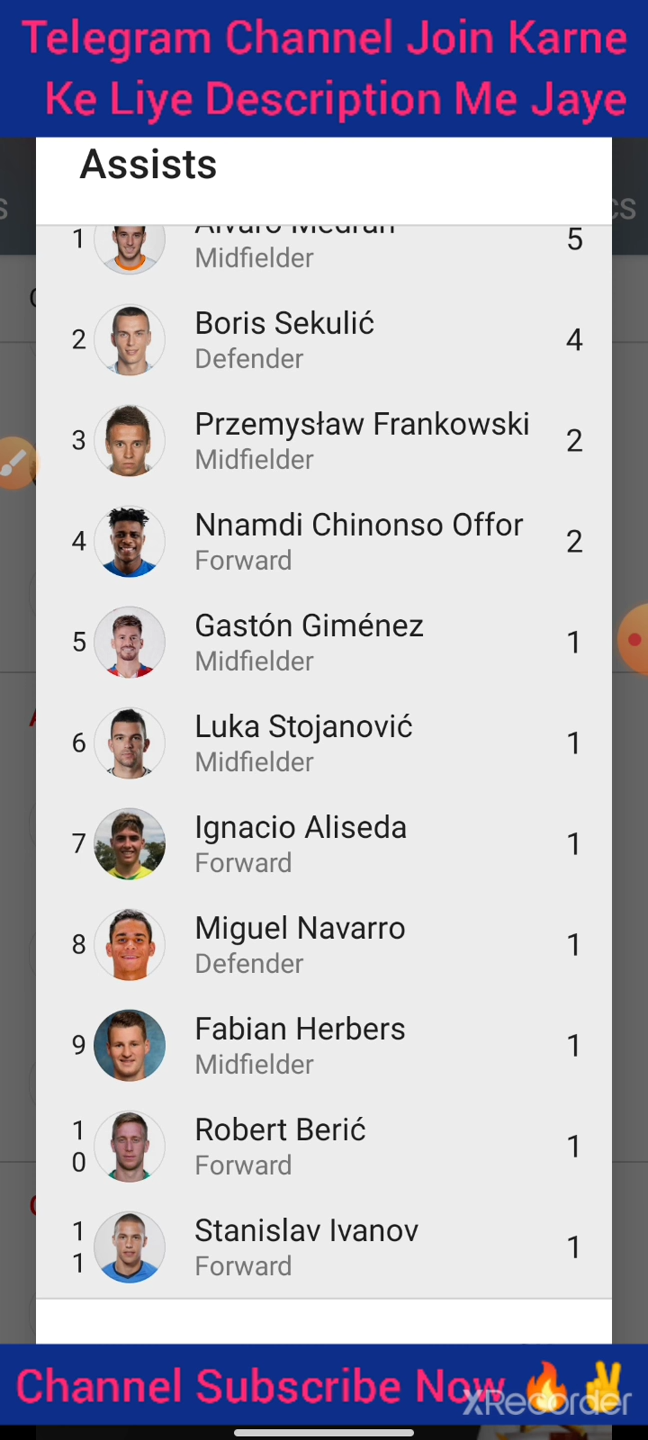 Telegram Channel Join Karne
Ke Liye Description Me Jaye
Assists
1
Midfielder
5
2
Boris Sekulić
Defender
4
3
Przemysław Frankowski
Midfielder
2
4
Nnamdi Chinonso Offor
Forward
2
5
Gastón Giménez
Midfielder
1
6
Luka Stojanović
Midfielder
1
7
Ignacio Aliseda
Forward
1
8
Miguel Navarro
Defender
1
9
Fabian Herbers
Midfielder
1
10
Robert Berić
Forward
1
11
Stanislav Ivanov
Forward
1
Channel Subscribe Now 🔥✌
XRecorder